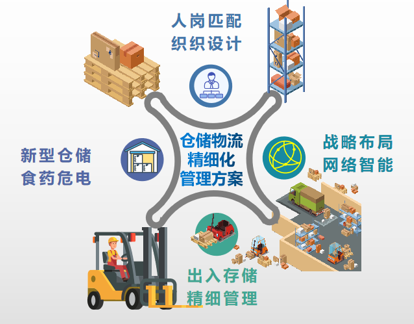 人岗匹配
织织设计
仓储物流
精细化
管理方案
新型仓储
食药危电
战略布局
网络智能
出入存储
精细管理